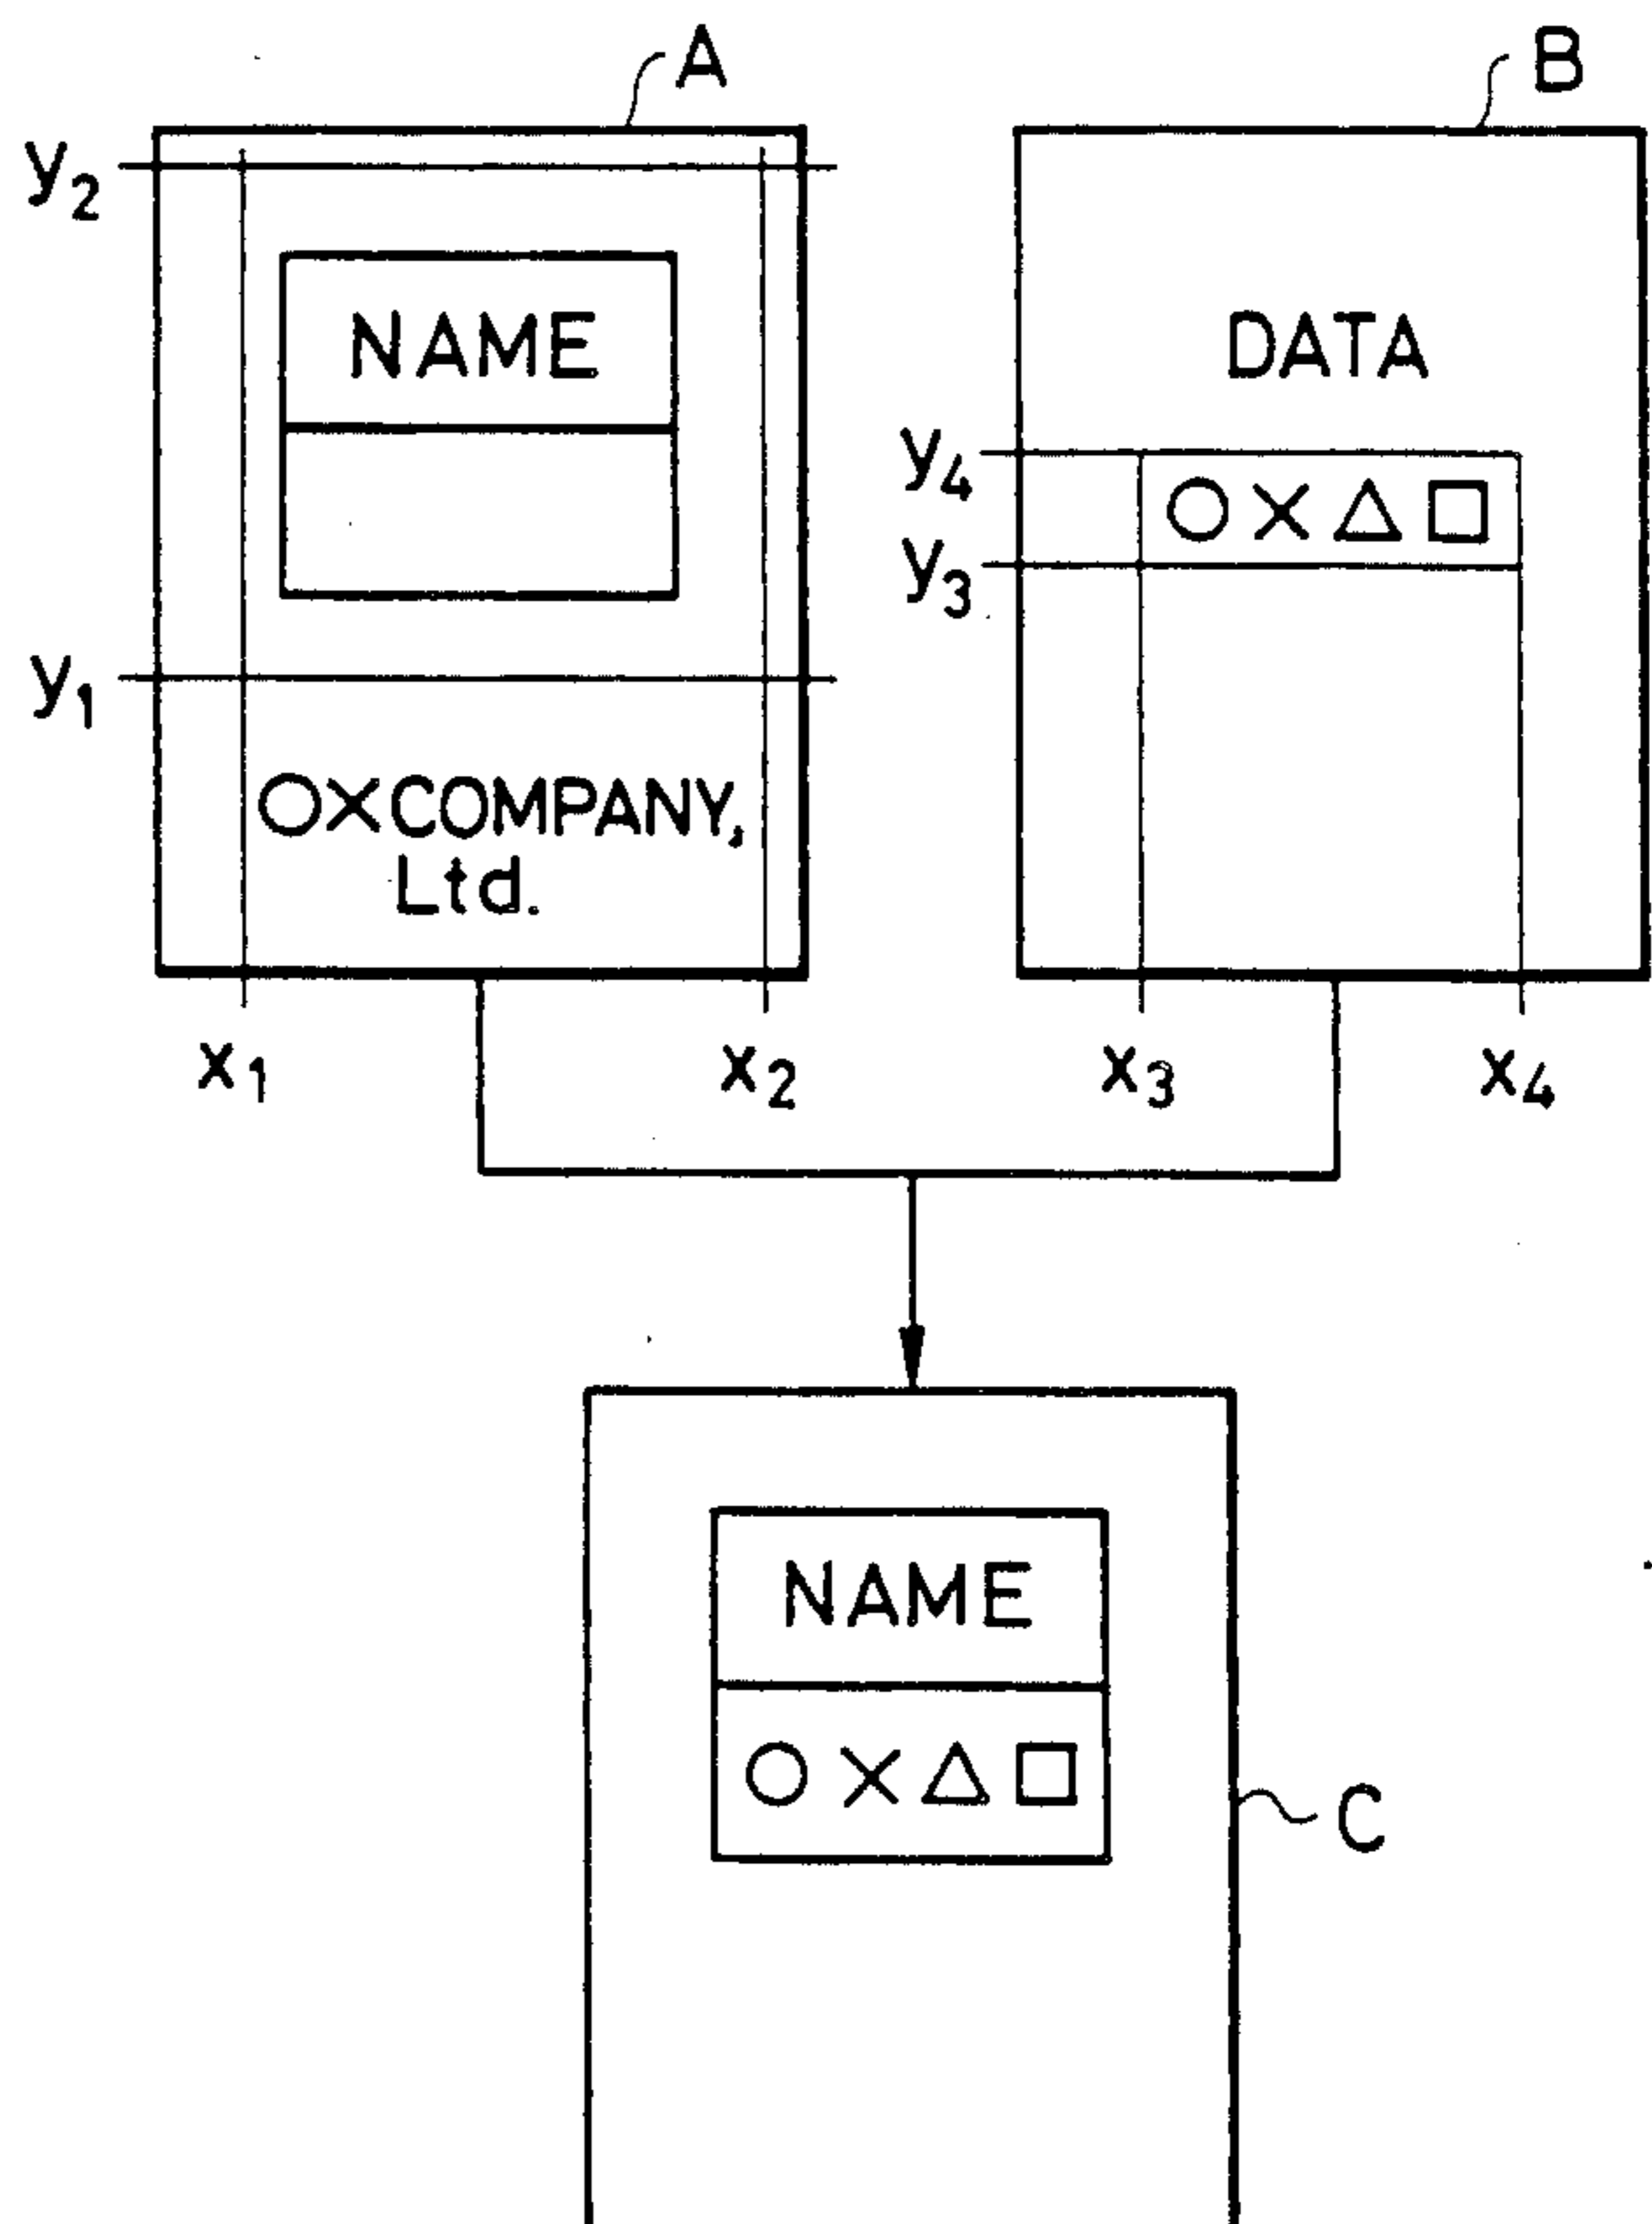 A
B
y2
NAME
DATA
y4
○×△□
y3
y1
○×COMPANY,
Ltd.
x1
x2
x3
x4
NAME
○×△□
C